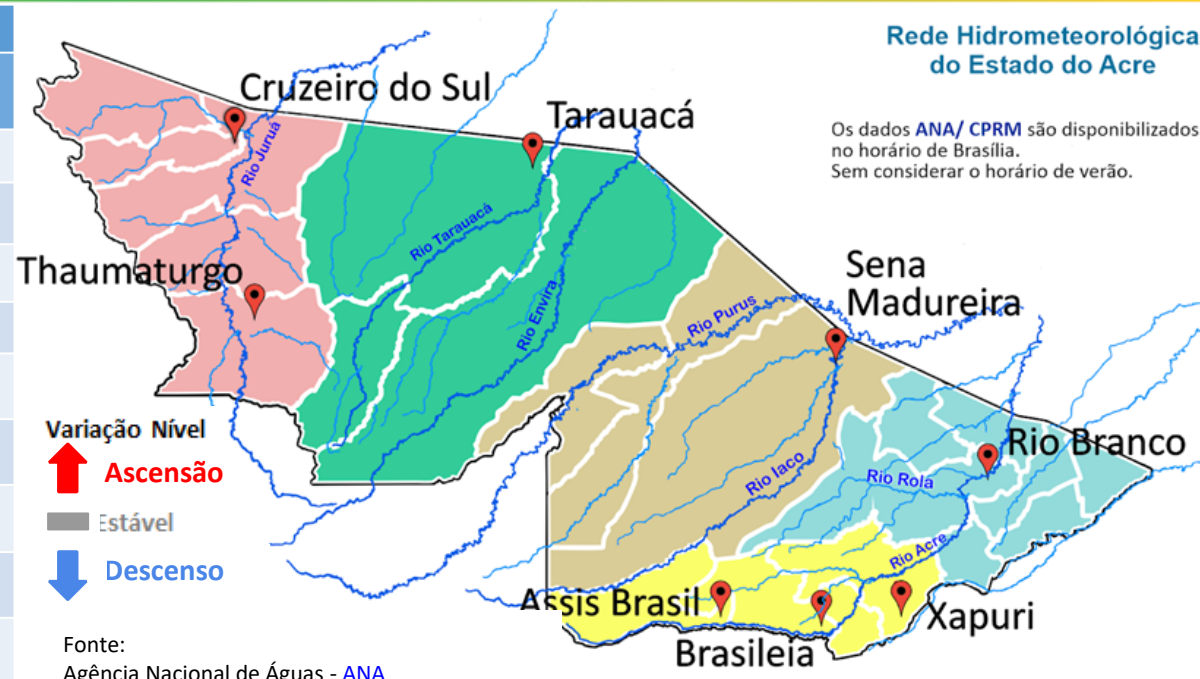 Rede Hidrometeorológica
do Estado do Acre
Os dados ANA/ CPRM são disponibilizados
no horário de Brasília.
Sem considerar o horário de verão.
Cruzeiro do Sul
Tarauacá
Rio Juruá
Rio Tarauacá
Thaumaturgo
Rio Envira
Sena
Madureira
Rio Purus
Variação Nível
Ascensão
Estável
Descenso
Rio Branco
Rio Iaco
Rio Rola
Rio Acre
Assis Brasil
Xapuri
Brasileia
Fonte:
Agência Nacional de Águas - ANA